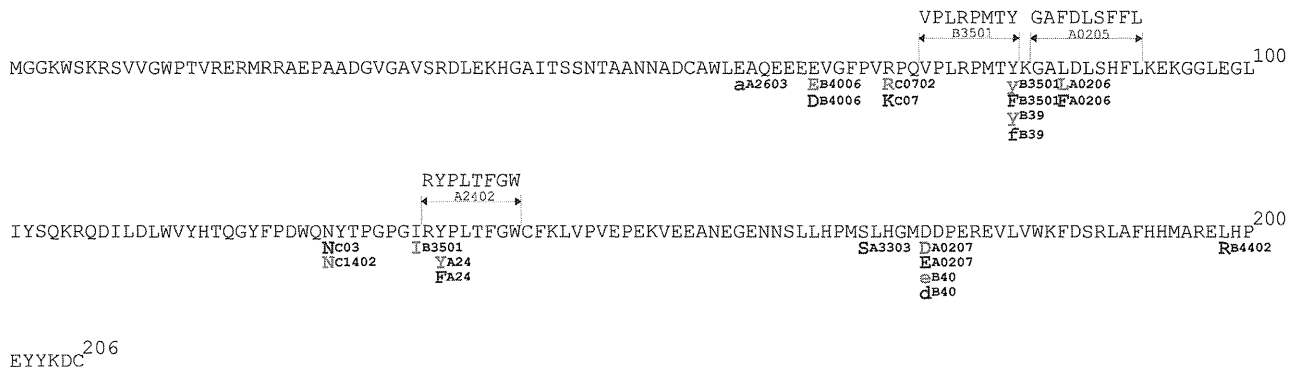 VPLRPMTY GAFDLSFFL
B3501 A0205
MGGKWSKRSVVGWPTVRERMRRAEPAADGVGAVSRDLEKHGAITSSNTAANNADCAWLEAQEEEEVGFPVRPQVPLRPMTYKGALDLSHFLKEKGGLEGL 100
aA2603 EB4006 RC0702 yB3501 LA0206
DB4006 KC07 FB3501 FA0206
yB39
fB39
RYPLTFGW
A2402
IYSQKRQDILDLWVYHTQGYFPDWQNYTPGPGIRYPLTFGWCFKLVPVEPEKVEEANEGENNSLLHPMSLHGMDDPEREVLVWKFDSRLAFHHMARELHP 200
NC03 IB3501 SA3303 DA0207 RB4402
NC1402 YA24 EA0207
FA24 eB40
dB40
EYYKDC 206